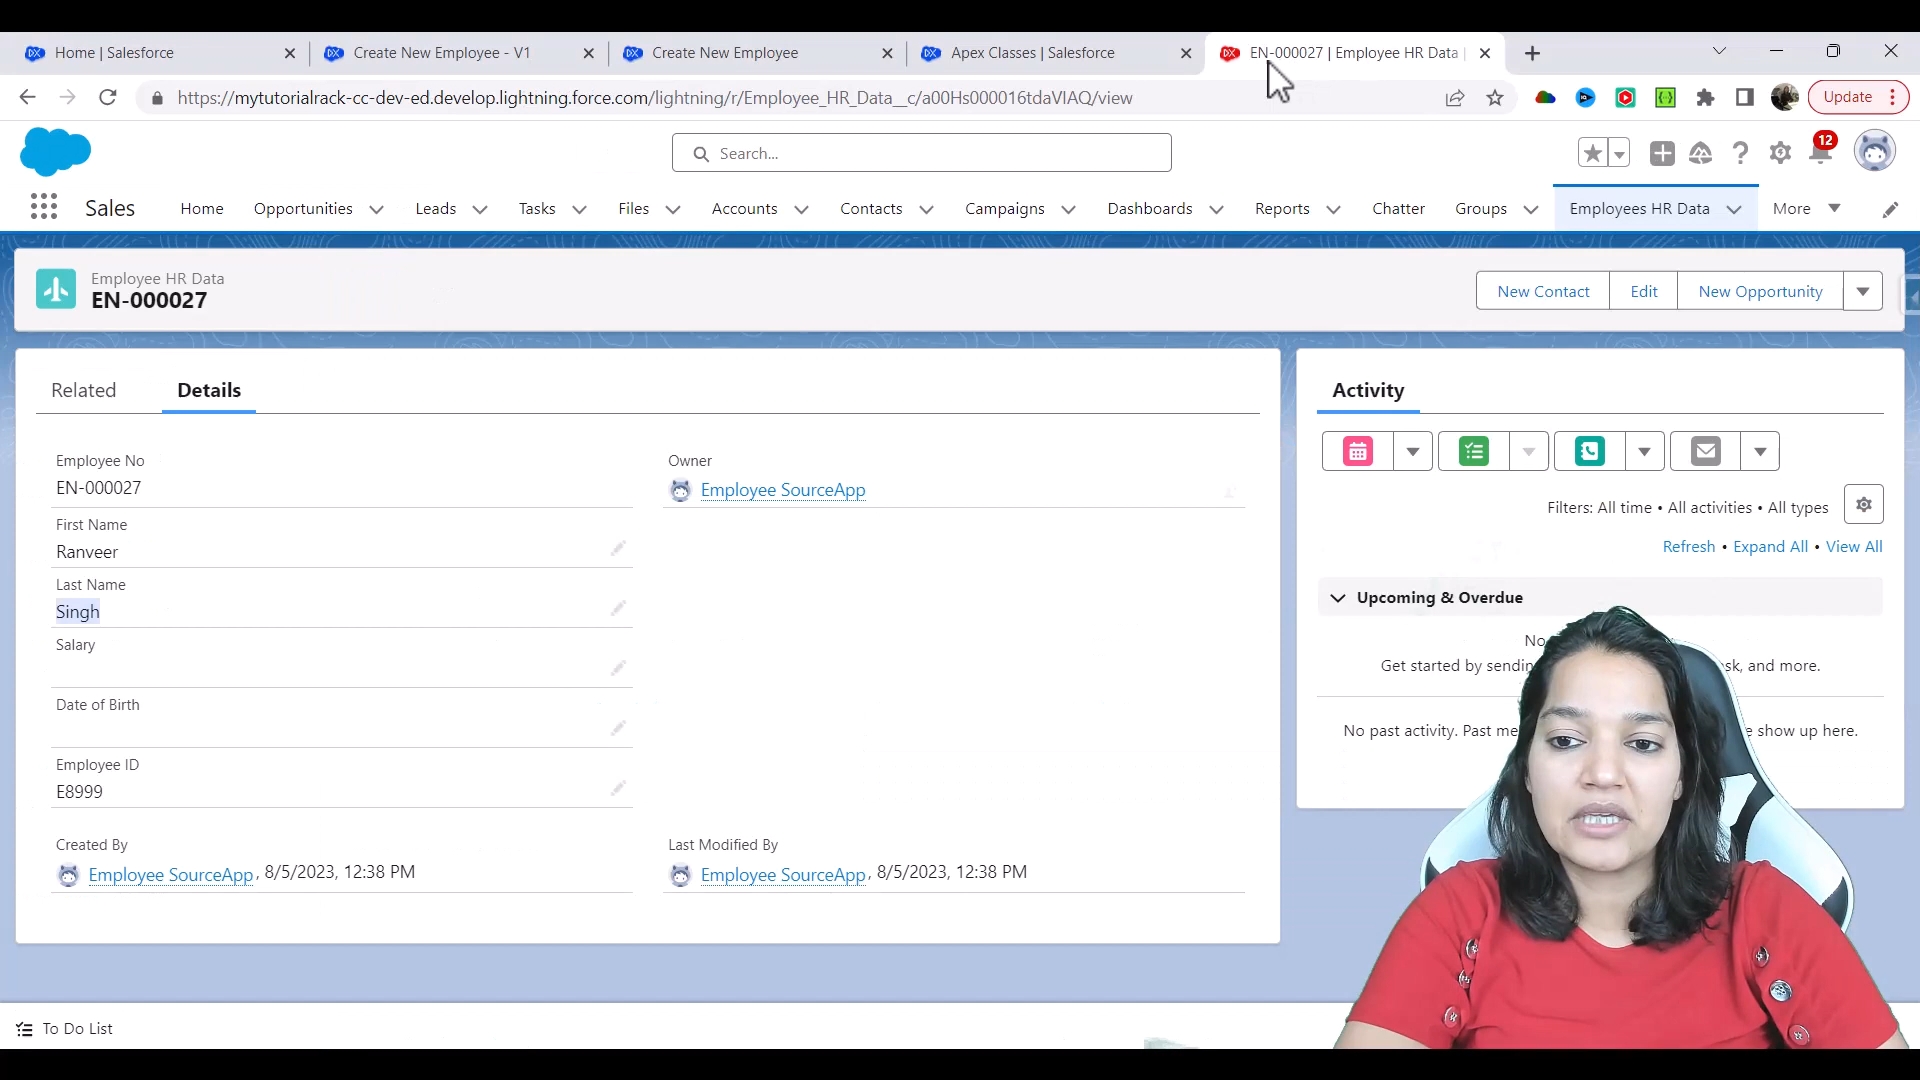 Home | Salesforce
Create New Employee - V1
Create New Employee
Apex Classes | Salesforce
EN-000027 | Employee HR Data |
https://mytutorialrack-cc-dev-ed.develop.lightning.force.com/lightning/r/Employee_HR_Data__c/a00Hs000016tdaVIAQ/view
Update
Search...
12
Sales
Home
Opportunities
Leads
Tasks
Files
Accounts
Contacts
Campaigns
Dashboards
Reports
Chatter
Groups
Employees HR Data
More
Employee HR Data
EN-000027
New Contact
Edit
New Opportunity
Related
Details
Employee No
EN-000027
Owner
Employee SourceApp
First Name
Ranveer
Last Name
Singh
Salary
Date of Birth
Employee ID
E8999
Created By
Employee SourceApp, 8/5/2023, 12:38 PM
Last Modified By
Employee SourceApp, 8/5/2023, 12:38 PM
Activity
Filters: All time • All activities • All types
Refresh • Expand All • View All
Upcoming & Overdue
No
Get started by sending and more.
No past activity. Past show up here.
To Do List